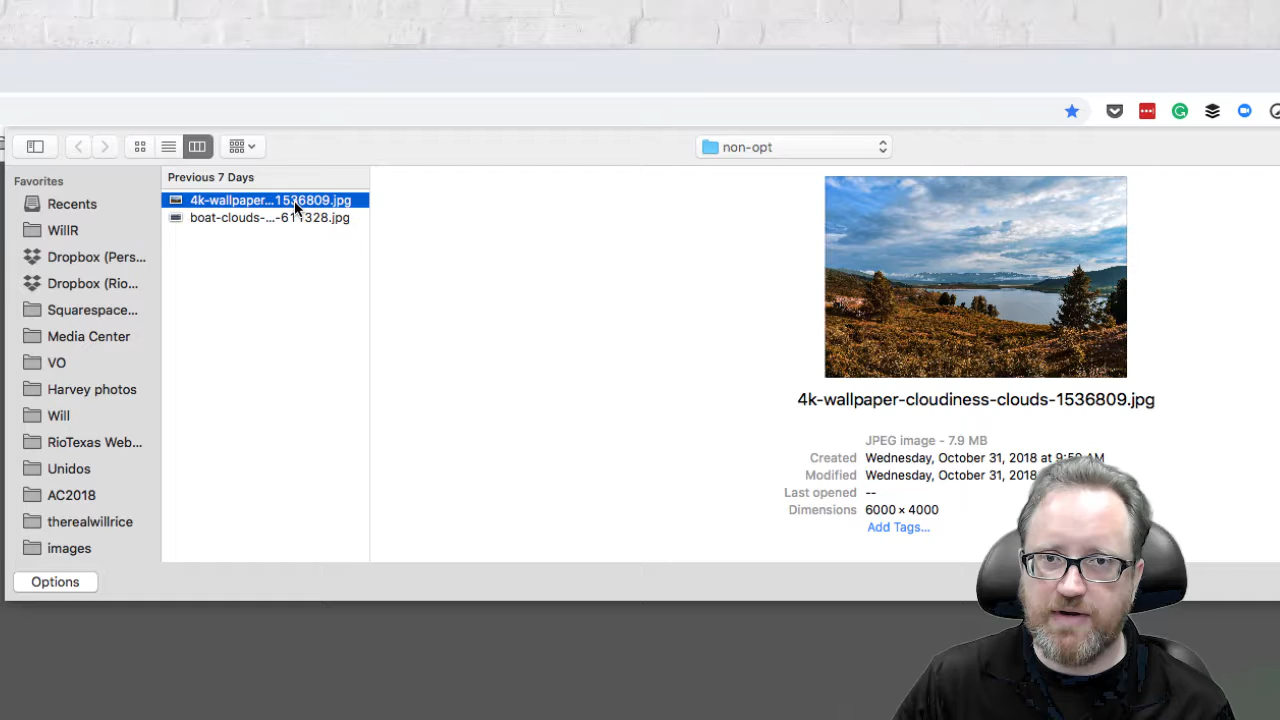 non-opt
Favorites
Recents
WillR
Dropbox (Pers...
Dropbox (Rio...
Squarespace...
Media Center
VO
Harvey photos
Will
RioTexas Web...
Unidos
AC2018
therealwillrice
images
Options
Previous 7 Days
4k-wallpaper...1536809.jpg
boat-clouds-...-611328.jpg
4k-wallpaper-cloudiness-clouds-1536809.jpg
JPEG image - 7.9 MB
Created Wednesday, October 31, 2018 at 9:59 AM
Modified Wednesday, October 31, 2018
Last opened --
Dimensions 6000 × 4000
Add Tags...